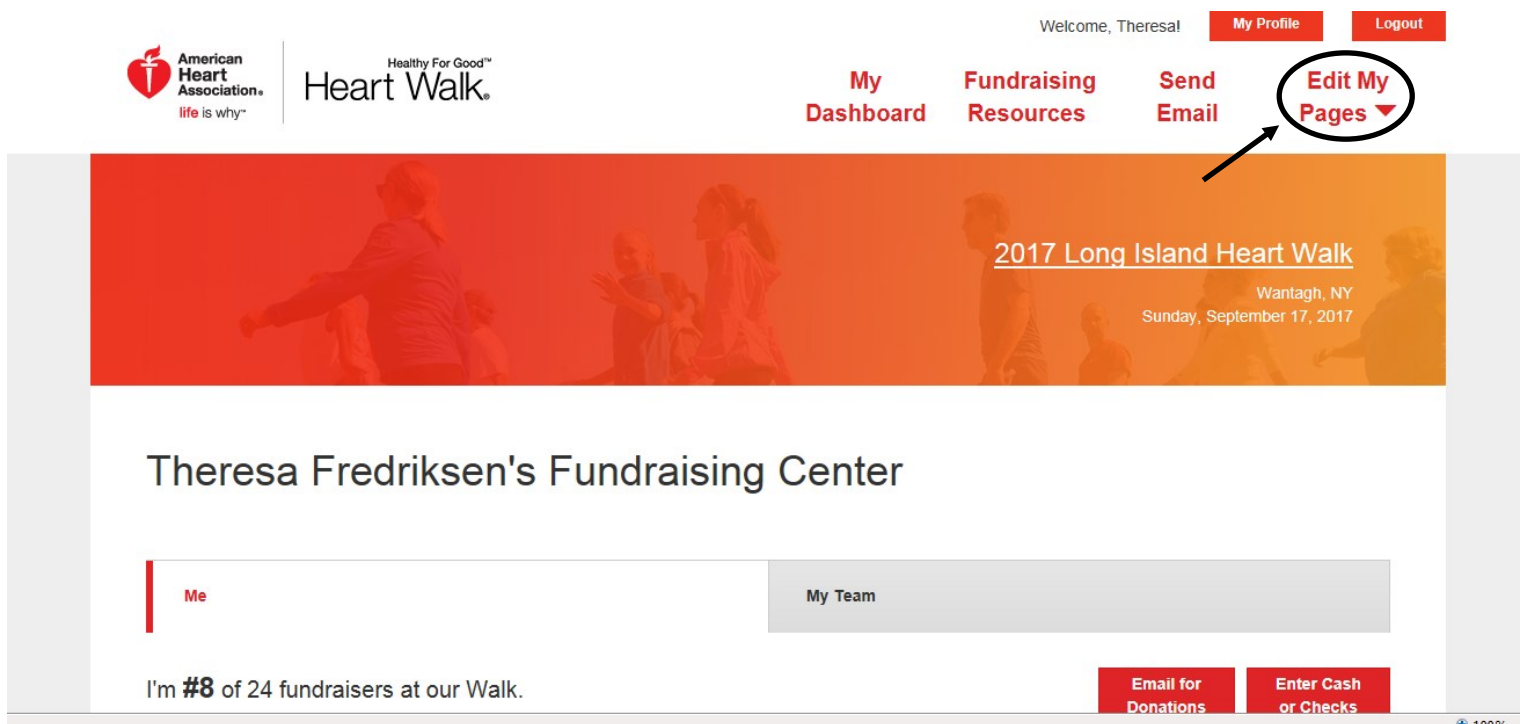 Welcome, Theresa!
My Profile
Logout
American
Heart
Association®
life is why™
Healthy For Good™
Heart Walk®
My
Dashboard
Fundraising
Resources
Send
Email
Edit My
Pages
2017 Long Island Heart Walk
Wantagh, NY
Sunday, September 17, 2017
Theresa Fredriksen's Fundraising Center
Me
My Team
I'm #8 of 24 fundraisers at our Walk.
Email for
Donations
Enter Cash
or Checks